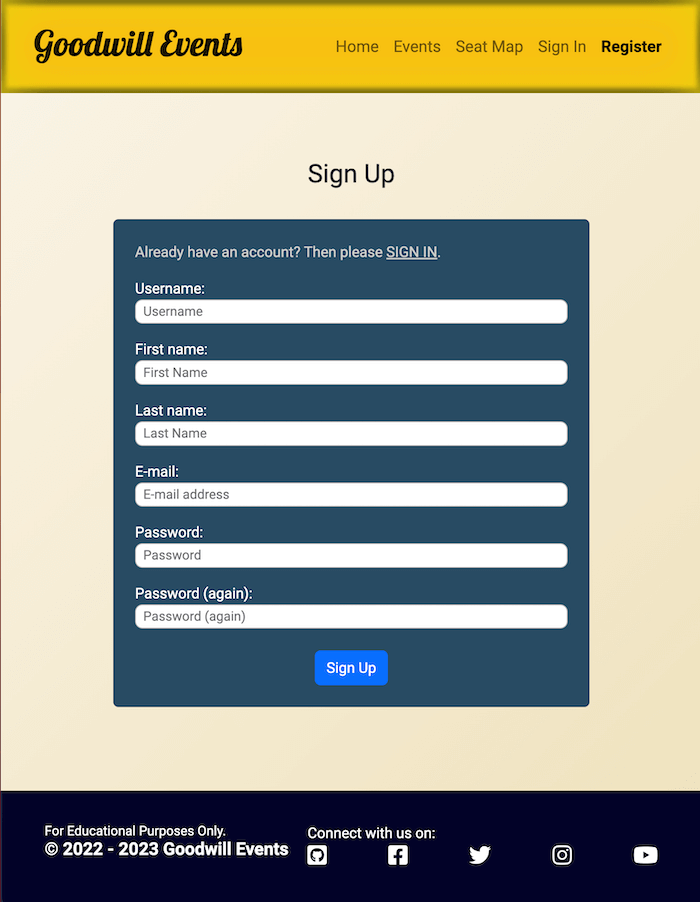 Goodwill Events
Home Events Seat Map Sign In Register
Sign Up
Already have an account? Then please SIGN IN.
Username:
Username
First name:
First Name
Last name:
Last Name
E-mail:
E-mail address
Password:
Password
Password (again):
Password (again)
Sign Up
For Educational Purposes Only.
© 2022 - 2023 Goodwill Events
Connect with us on: